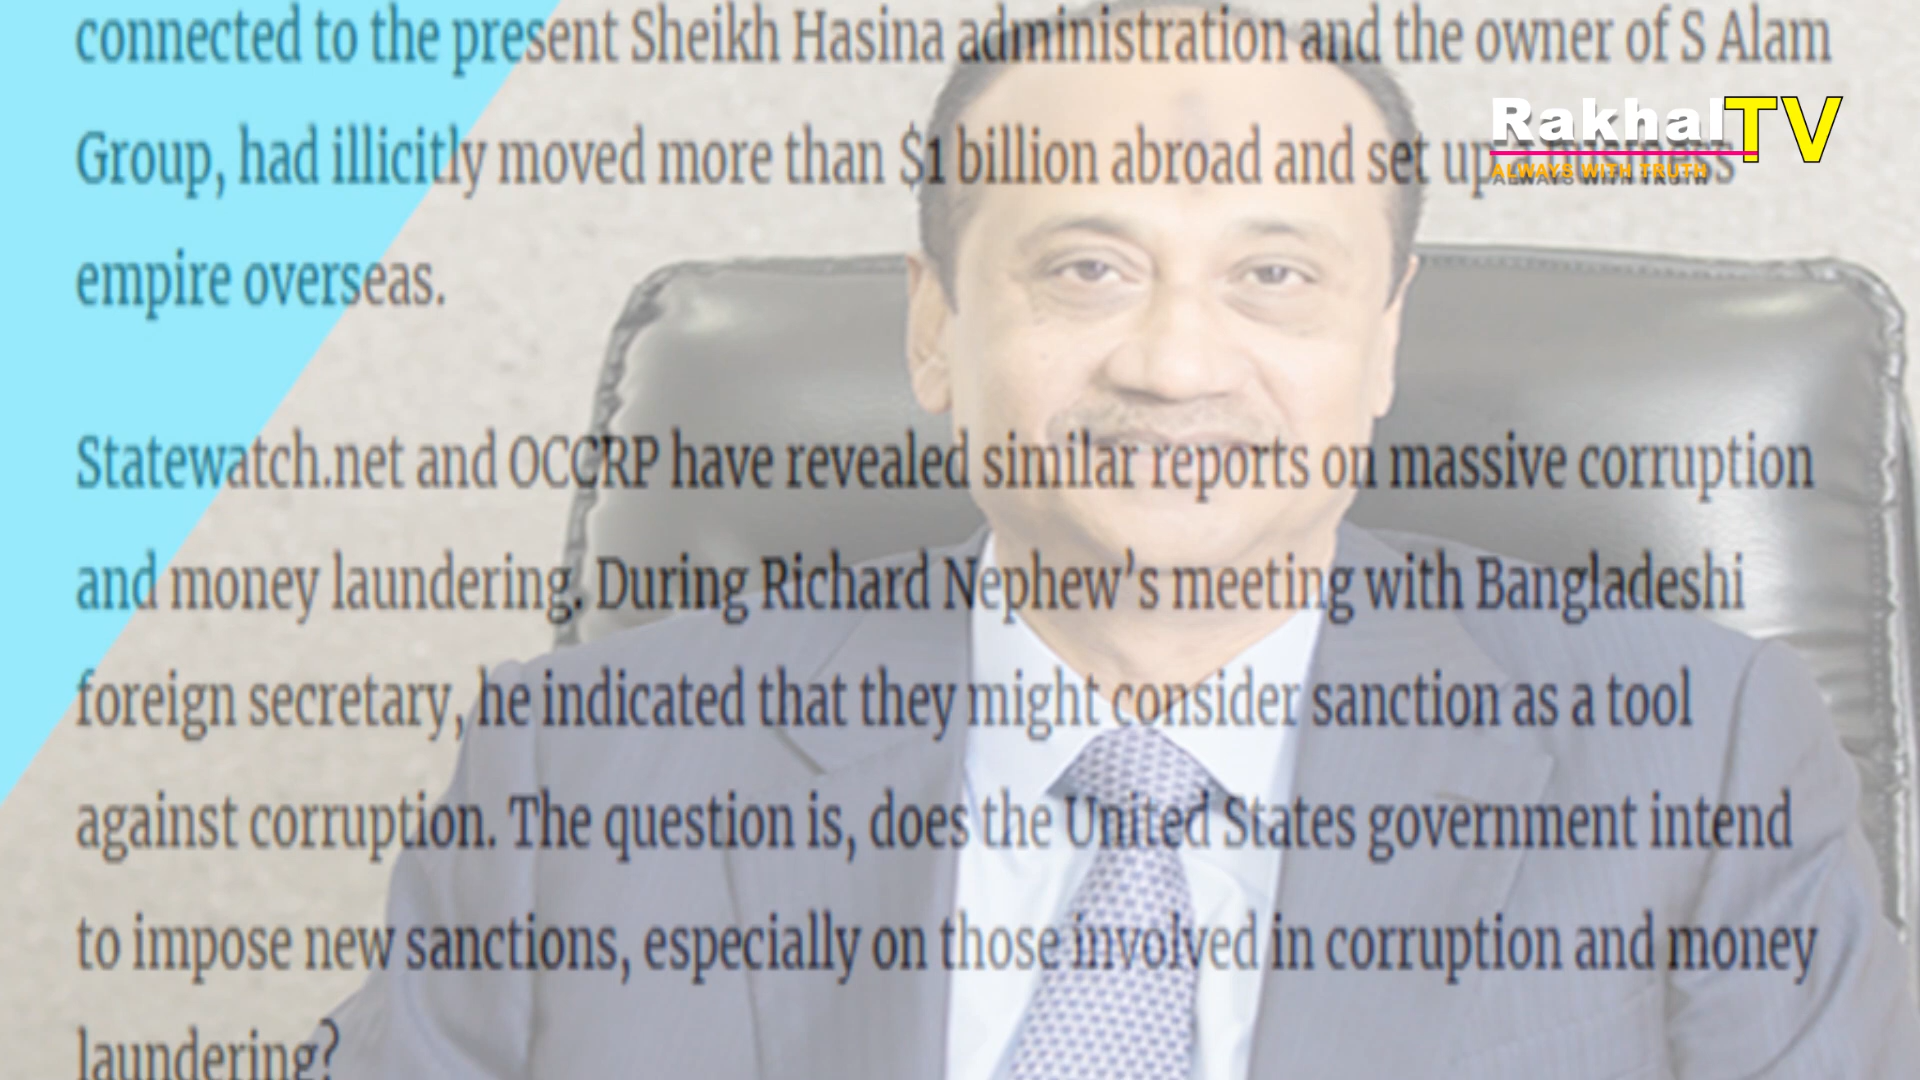 connected to the present Sheikh Hasina administration and the owner of S Alam
Group, had illicitly moved more than $1 billion abroad and set up
empire overseas.
Statewatch.net and OCCRP have revealed similar reports on massive corruption
and money laundering. During Richard Nephew’s meeting with Bangladeshi
foreign secretary, he indicated that they might consider sanction as a tool
against corruption. The question is, does the United States government intend
to impose new sanctions, especially on those involved in corruption and money
laundering?
RakhalTV
ALWAYS WITH TRUTH